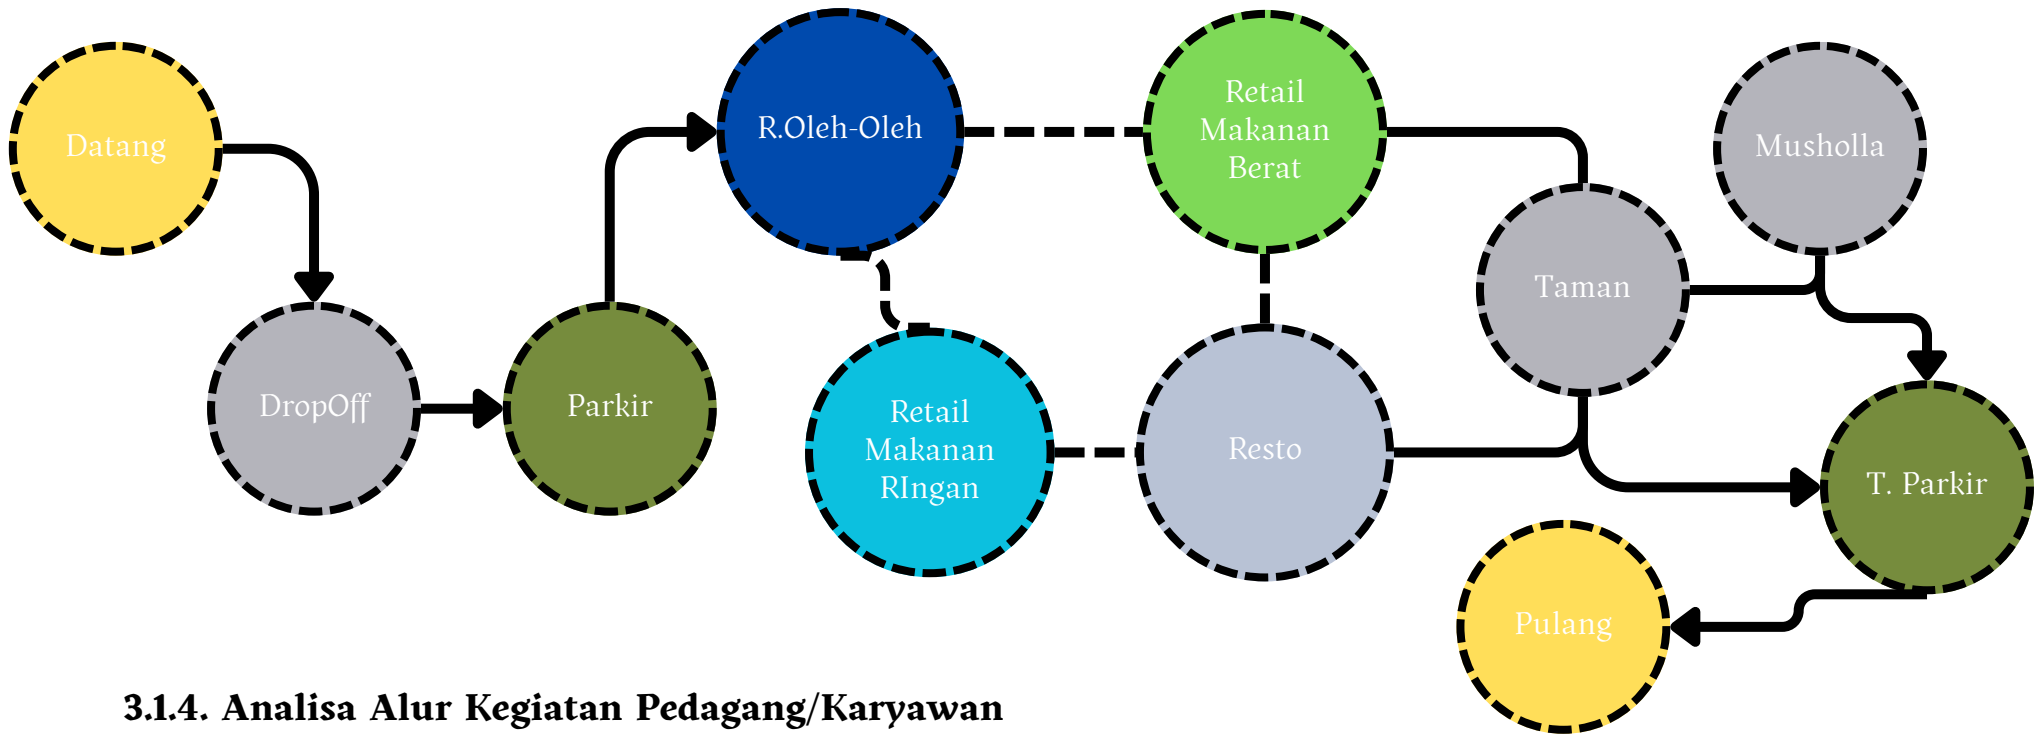 Datang
DropOff
Parkir
R.Oleh-Oleh
Retail
Makanan
Berat
Retail
Makanan
RIngan
Resto
Taman
Musholla
T. Parkir
Pulang
3.1.4. Analisa Alur Kegiatan Pedagang/Karyawan